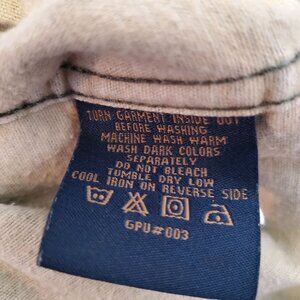 TURN GARMENT INSIDE OUT
BEFORE WASHING
MACHINE WASH WARM
WASH DARK COLORS
SEPARATELY
DO NOT BLEACH
TUMBLE DRY LOW
COOL IRON ON REVERSE SIDE
GPU#003